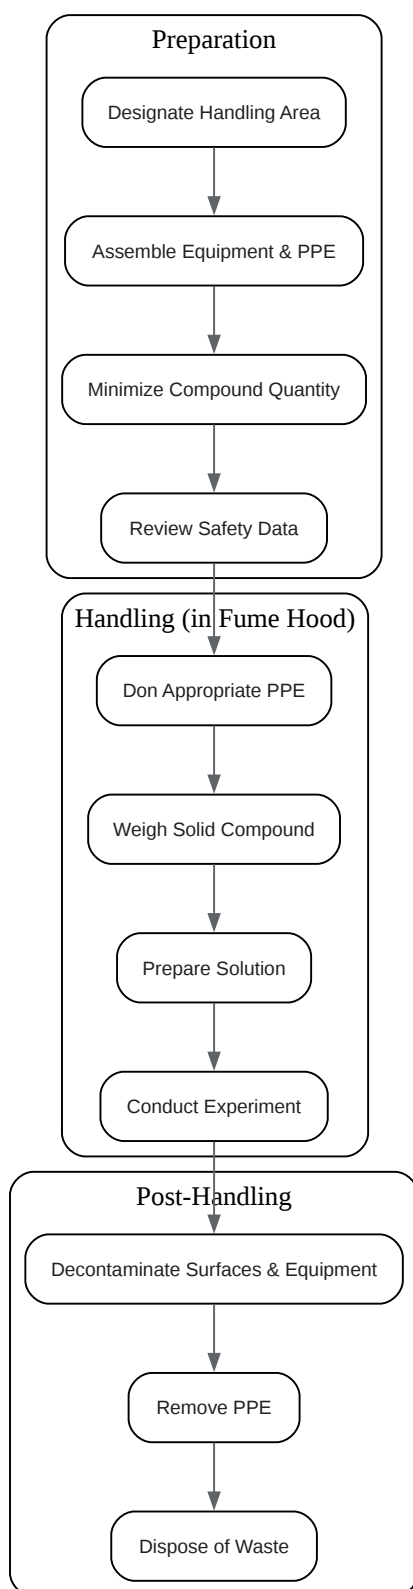 Preparation
Designate Handling Area
Assemble Equipment & PPE
Minimize Compound Quantity
Review Safety Data
Handling (in Fume Hood)
Don Appropriate PPE
Weigh Solid Compound
Prepare Solution
Conduct Experiment
Post-Handling
Decontaminate Surfaces & Equipment
Remove PPE
Dispose of Waste